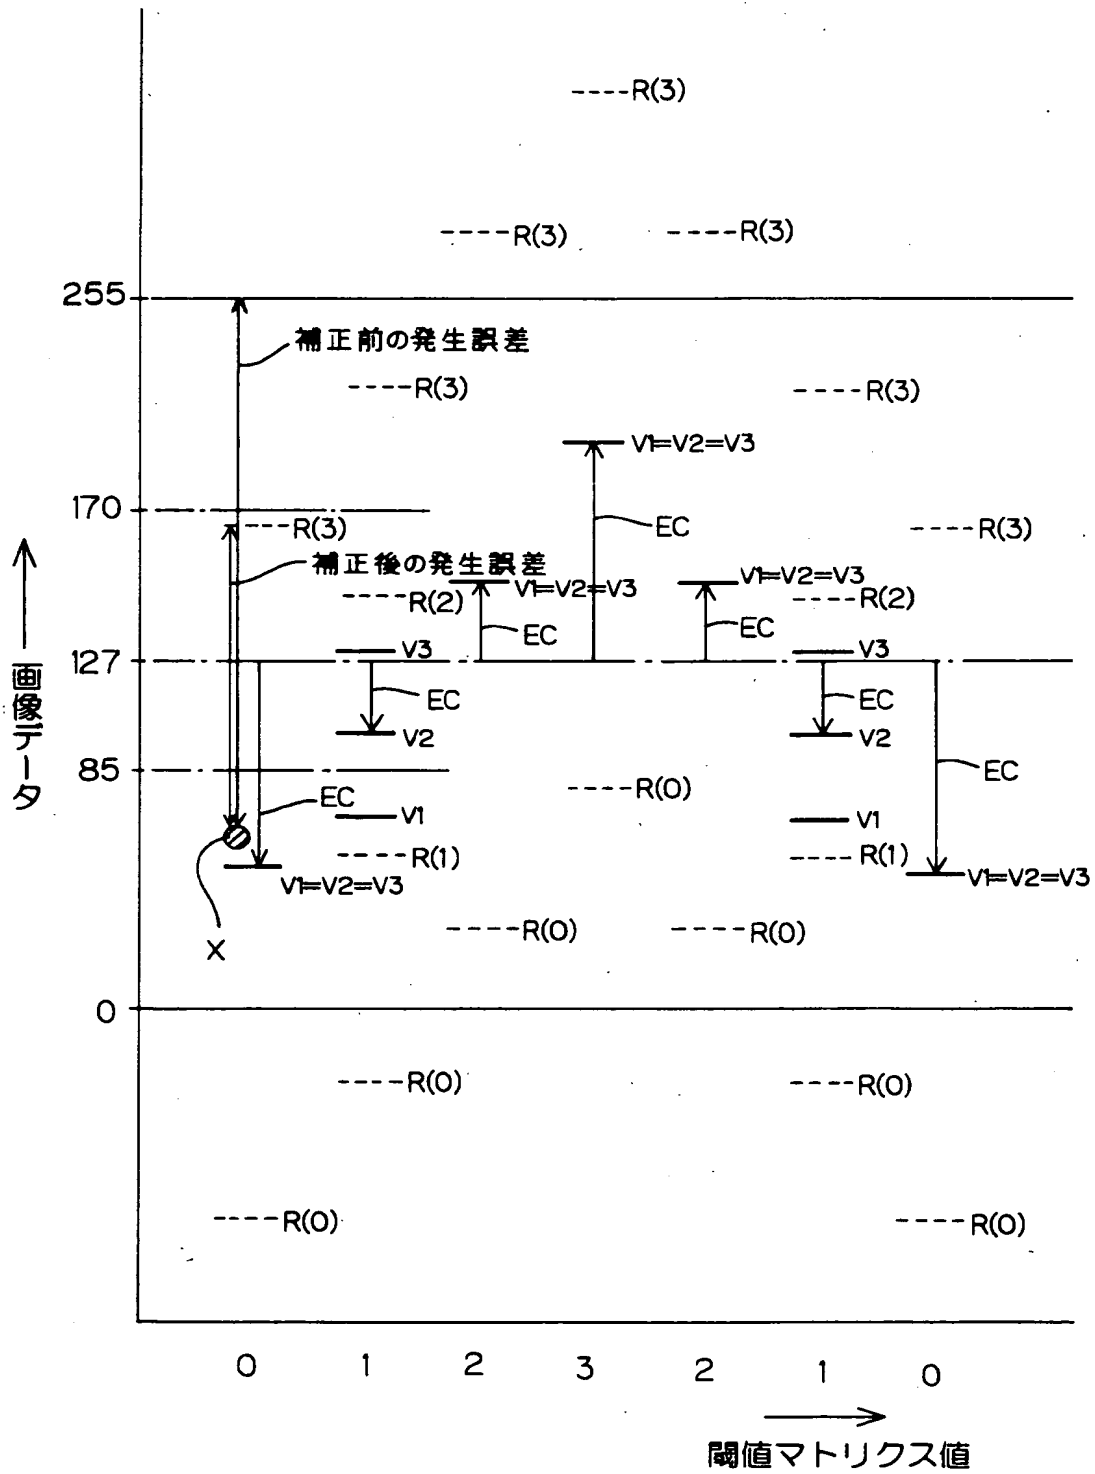 R(3)
R(3)
R(3)
255
補正前の発生誤差
R(3)
R(3)
V1=V2=V3
170
R(3)
EC
R(3)
補正後の発生誤差
V1=V2=V3
V1=V2=V3
R(2)
R(2)
EC
EC
V3
V3
127
画像データ
EC
EC
V2
V2
85
EC
R(0)
EC
V1
V1
R(1)
R(1)
V1=V2=V3
V1=V2=V3
X
R(0)
R(0)
0
R(0)
R(0)
R(0)
R(0)
0 1 2 3 2 1 0
閾値マトリクス値